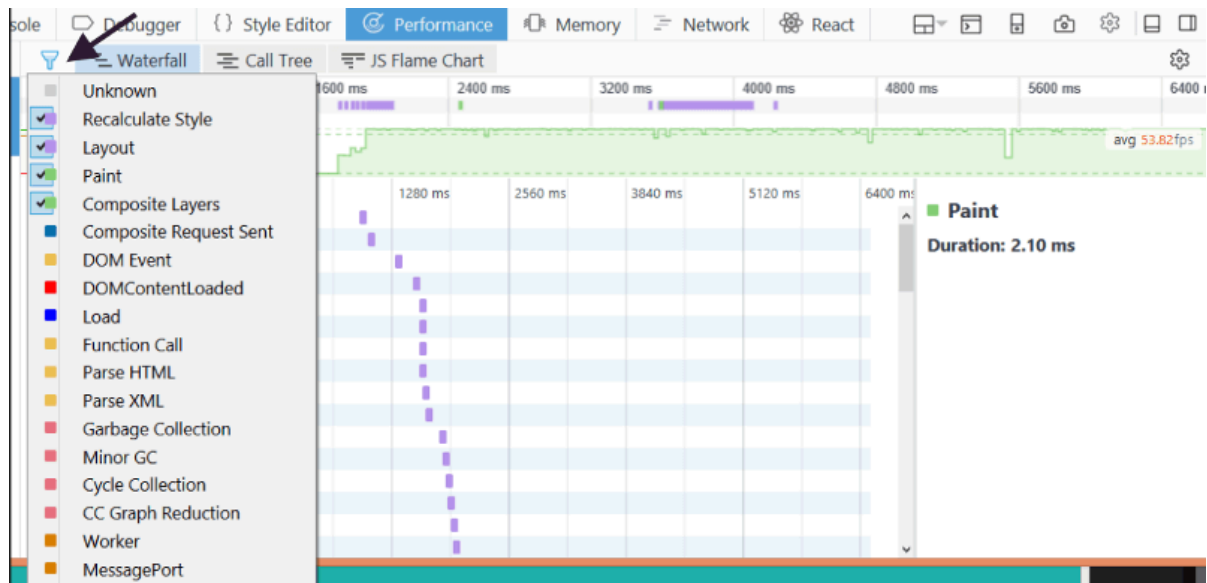 sole Debugger {} Style Editor Performance Memory Network React
Waterfall Call Tree JS Flame Chart
1600 ms 2400 ms 3200 ms 4000 ms 4800 ms 5600 ms 6400
avg 53.82fps
1280 ms 2560 ms 3840 ms 5120 ms 6400 ms
Unknown
Recalculate Style
Layout
Paint
Composite Layers
Composite Request Sent
DOM Event
DOMContentLoaded
Load
Function Call
Parse HTML
Parse XML
Garbage Collection
Minor GC
Cycle Collection
CC Graph Reduction
Worker
MessagePort
Paint
Duration: 2.10 ms